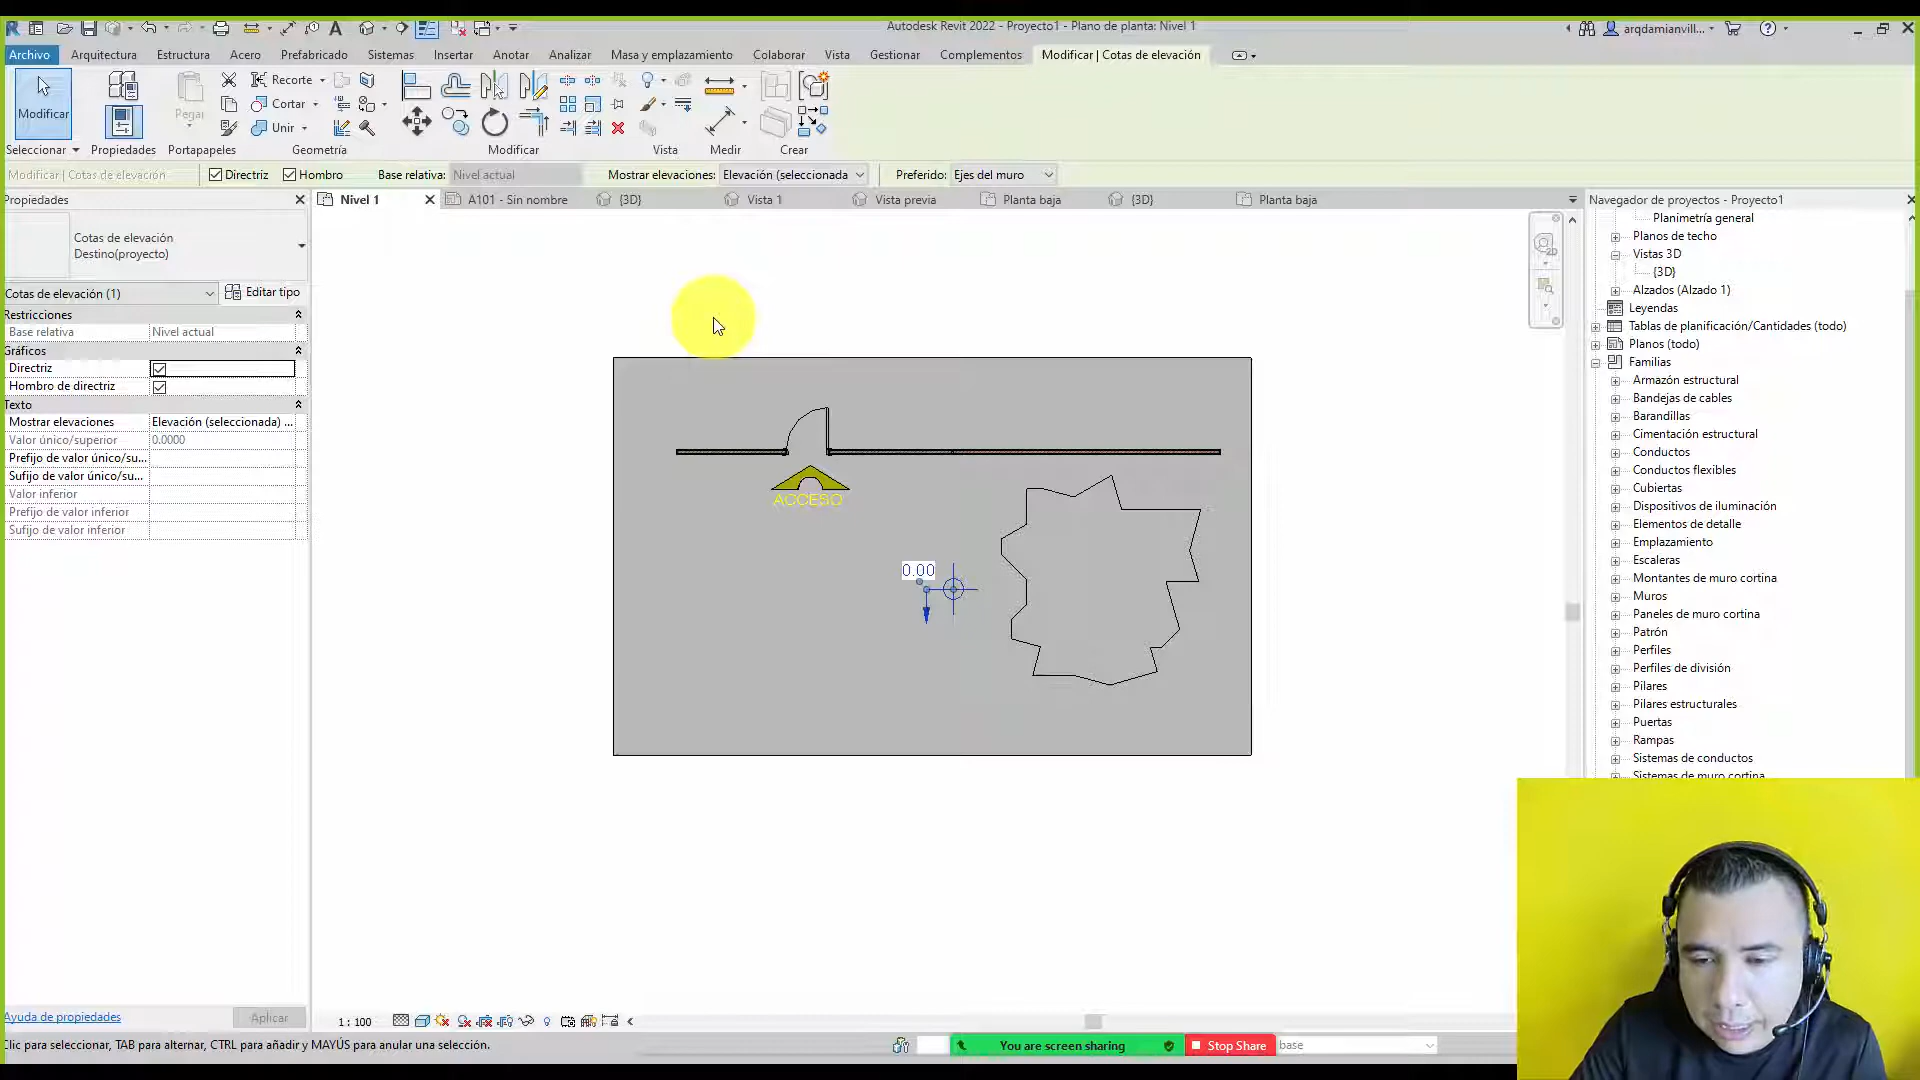 Autodesk Revit 2022 - Proyecto1 - Plano de planta: Nivel 1
arqdamianvill...
Archivo Arquitectura Estructura Acero Prefabricado Sistemas Insertar Anotar Analizar Masa y emplazamiento Colaborar Vista Gestionar Complementos Modificar | Cotas de elevación
Modificar
Pegar
Recorte
Cortar
Unir
Seleccionar Propiedades Portapapeles Geometría Modificar Vista Medir Crear
Modificar | Cotas de elevación Directriz Hombro Base relativa: Nivel actual Mostrar elevaciones: Elevación (seleccionada Preferido: Ejes del muro
Propiedades
Nivel 1 A101 - Sin nombre {3D} Vista 1 Vista previa Planta baja {3D} Planta baja
Cotas de elevación
Destino(proyecto)
Cotas de elevación (1) Editar tipo
Restricciones
Base relativa Nivel actual
Gráficos
Directriz
Hombro de directriz
Texto
Mostrar elevaciones Elevación (seleccionada) ...
Valor único/superior 0.0000
Prefijo de valor único/su...
Sufijo de valor único/su...
Valor inferior
Prefijo de valor inferior
Sufijo de valor inferior
ACCESO
0.00
2D
Navegador de proyectos - Proyecto1
Planimetría general
Planos de techo
Vistas 3D
{3D}
Alzados (Alzado 1)
Leyendas
Tablas de planificación/Cantidades (todo)
Planos (todo)
Familias
Armazón estructural
Bandejas de cables
Barandillas
Cimentación estructural
Conductos
Conductos flexibles
Cubiertas
Dispositivos de iluminación
Elementos de detalle
Emplazamiento
Escaleras
Montantes de muro cortina
Muros
Paneles de muro cortina
Patrón
Perfiles
Perfiles de división
Pilares
Pilares estructurales
Puertas
Rampas
Sistemas de conductos
Sistemas de muro cortina
Ayuda de propiedades Aplicar
1 : 100
Clic para seleccionar, TAB para alternar, CTRL para añadir y MAYÚS para anular una selección.
You are screen sharing Stop Share base